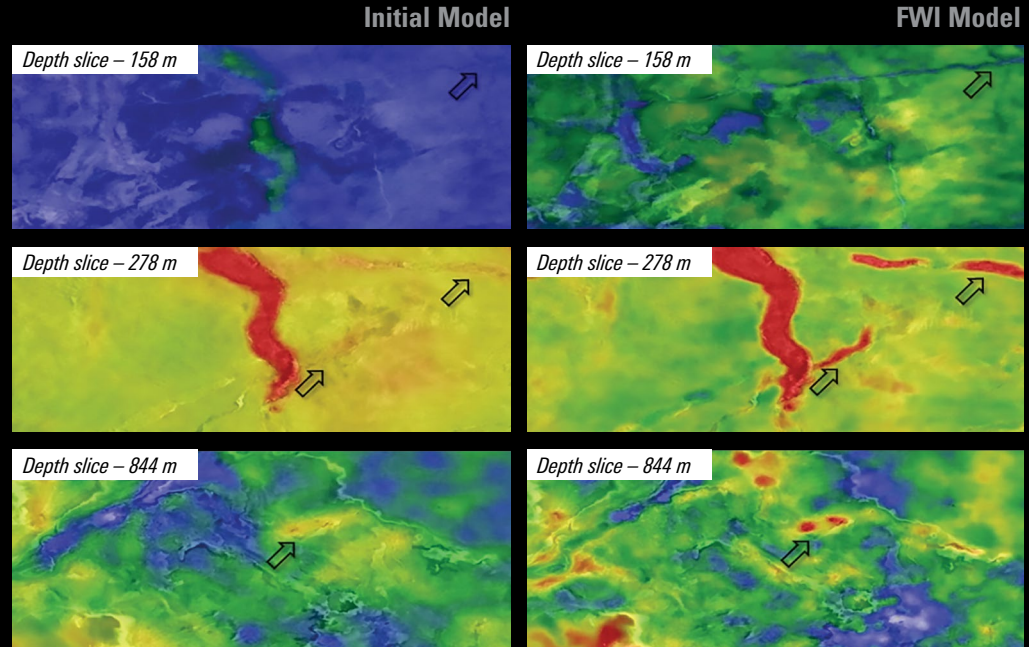 Initial Model
FWI Model
Depth slice – 158 m
Depth slice – 158 m
Depth slice – 278 m
Depth slice – 278 m
Depth slice – 844 m
Depth slice – 844 m